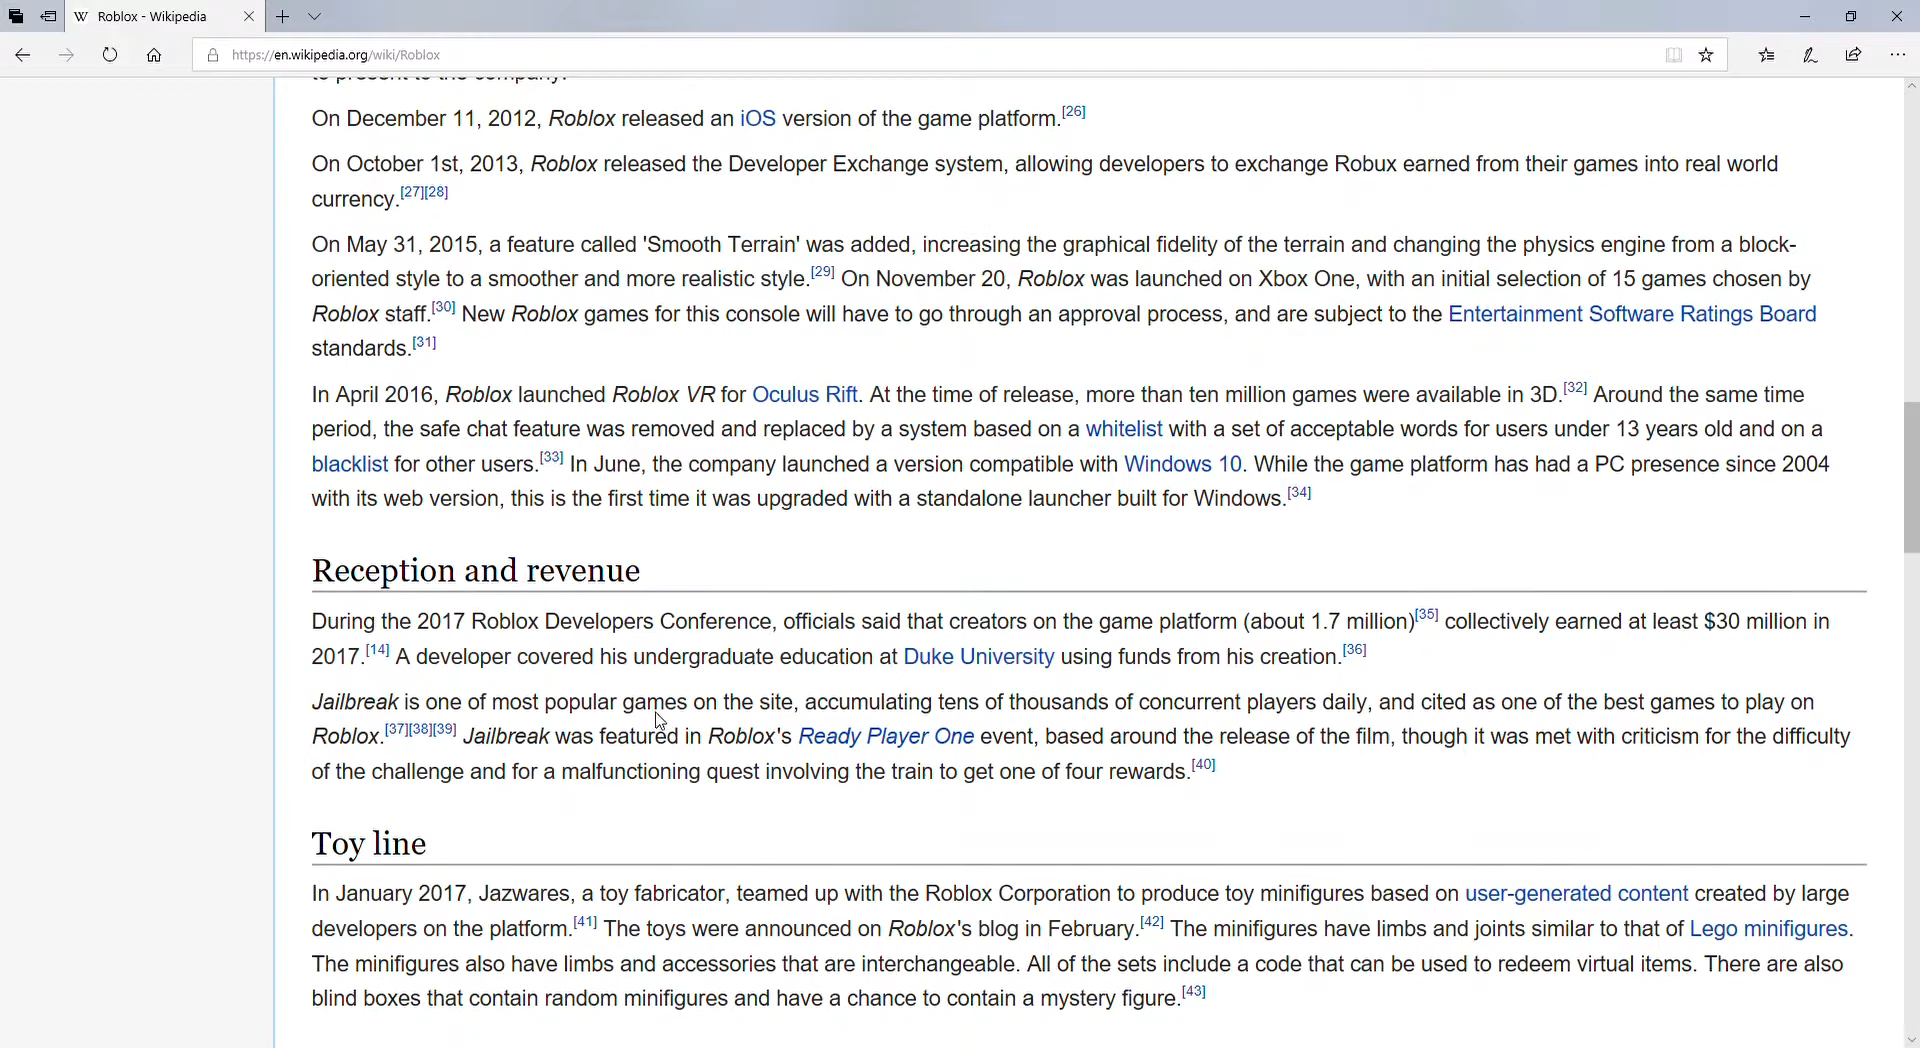 Roblox - Wikipedia
https://en.wikipedia.org/wiki/Roblox
to present to the company.
On December 11, 2012, Roblox released an iOS version of the game platform.[26]
On October 1st, 2013, Roblox released the Developer Exchange system, allowing developers to exchange Robux earned from their games into real world
currency.[27][28]
On May 31, 2015, a feature called 'Smooth Terrain' was added, increasing the graphical fidelity of the terrain and changing the physics engine from a block-
oriented style to a smoother and more realistic style.[29] On November 20, Roblox was launched on Xbox One, with an initial selection of 15 games chosen by
Roblox staff.[30] New Roblox games for this console will have to go through an approval process, and are subject to the Entertainment Software Ratings Board
standards.[31]
In April 2016, Roblox launched Roblox VR for Oculus Rift. At the time of release, more than ten million games were available in 3D.[32] Around the same time
period, the safe chat feature was removed and replaced by a system based on a whitelist with a set of acceptable words for users under 13 years old and on a
blacklist for other users.[33] In June, the company launched a version compatible with Windows 10. While the game platform has had a PC presence since 2004
with its web version, this is the first time it was upgraded with a standalone launcher built for Windows.[34]
Reception and revenue
During the 2017 Roblox Developers Conference, officials said that creators on the game platform (about 1.7 million)[35] collectively earned at least $30 million in
2017.[14] A developer covered his undergraduate education at Duke University using funds from his creation.[36]
Jailbreak is one of most popular games on the site, accumulating tens of thousands of concurrent players daily, and cited as one of the best games to play on
Roblox.[37][38][39] Jailbreak was featured in Roblox's Ready Player One event, based around the release of the film, though it was met with criticism for the difficulty
of the challenge and for a malfunctioning quest involving the train to get one of four rewards.[40]
Toy line
In January 2017, Jazwares, a toy fabricator, teamed up with the Roblox Corporation to produce toy minifigures based on user-generated content created by large
developers on the platform.[41] The toys were announced on Roblox's blog in February.[42] The minifigures have limbs and joints similar to that of Lego minifigures.
The minifigures also have limbs and accessories that are interchangeable. All of the sets include a code that can be used to redeem virtual items. There are also
blind boxes that contain random minifigures and have a chance to contain a mystery figure.[43]